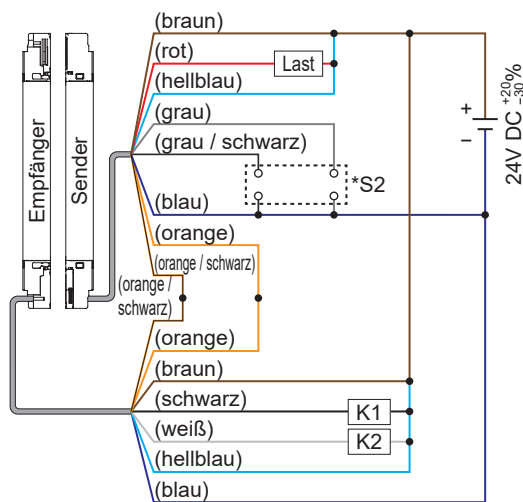 (braun)
(rot)
Last
(hellblau)
(grau)
(grau / schwarz)
*S2
(blau)
(orange)
(orange / schwarz)
(orange /
schwarz)
(orange)
(braun)
(schwarz)
K1
(weiß)
K2
(hellblau)
(blau)
Empfänger
Sender
+
−
24V DC +20% −30%